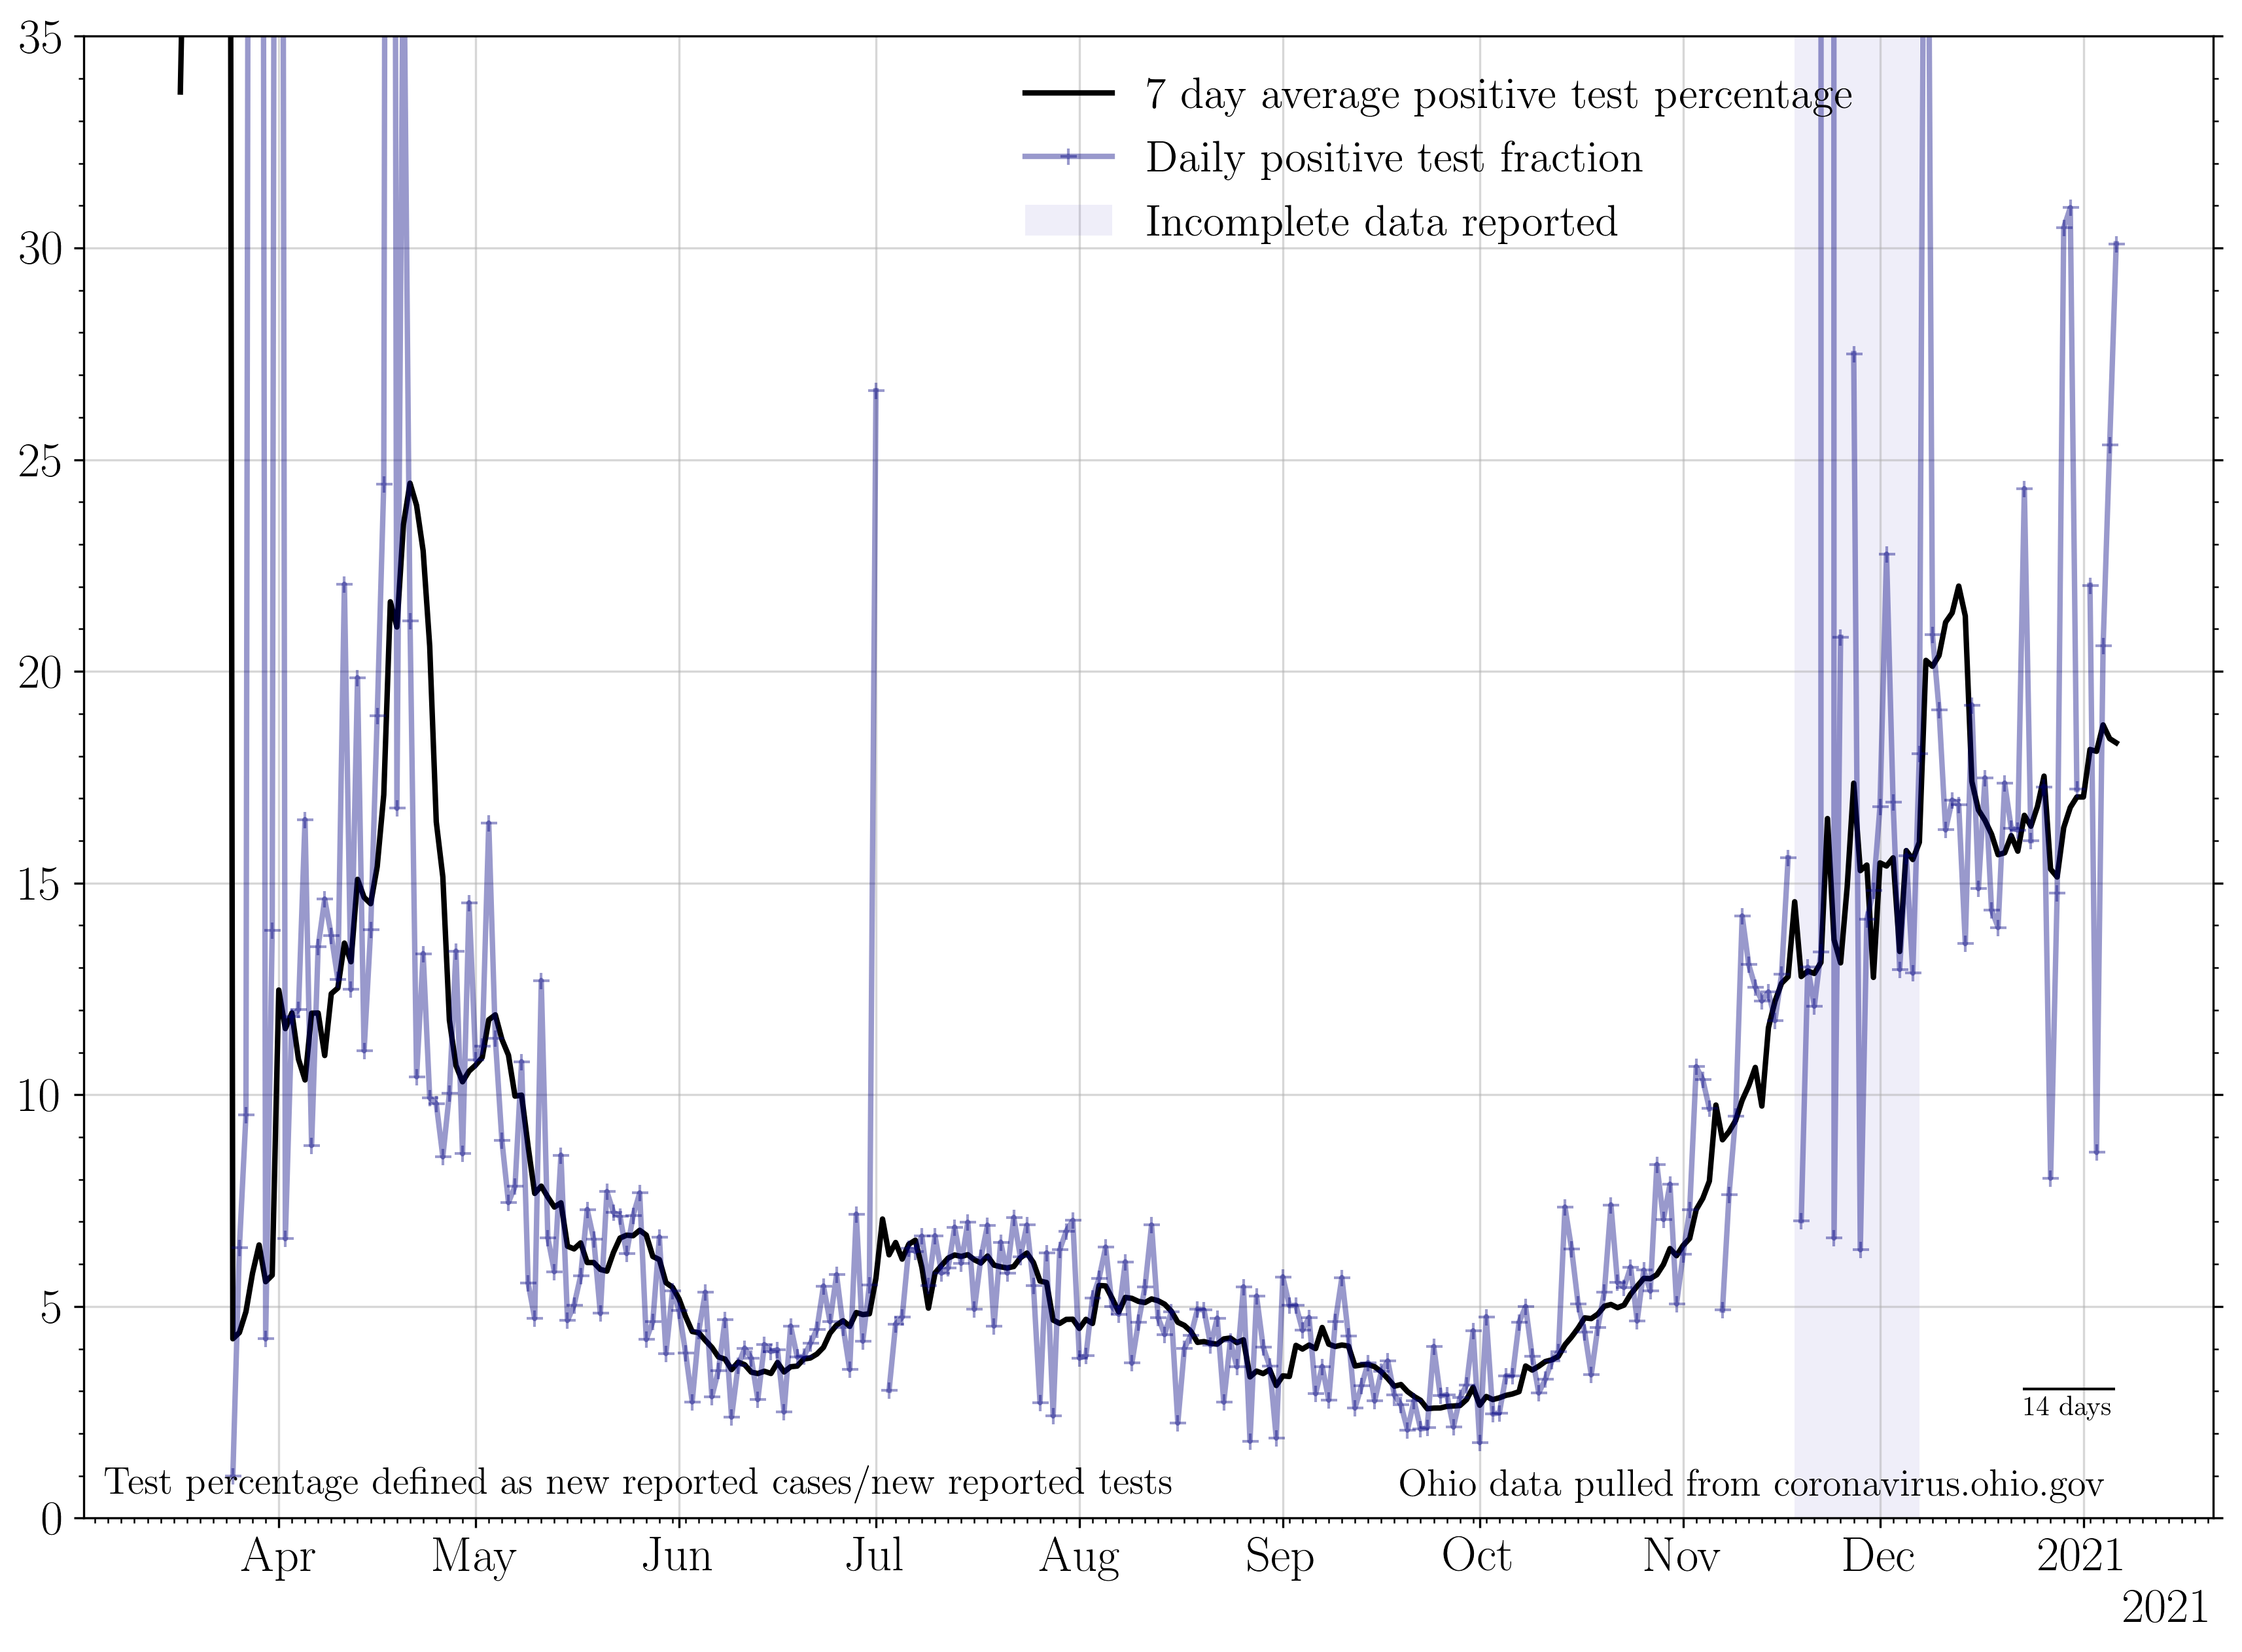 35
30
25
20
15
10
5
0
7 day average positive test percentage
Daily positive test fraction
Incomplete data reported
14 days
Test percentage defined as new reported cases/new reported tests
Ohio data pulled from coronavirus.ohio.gov
Apr May Jun Jul Aug Sep Oct Nov Dec 2021
2021